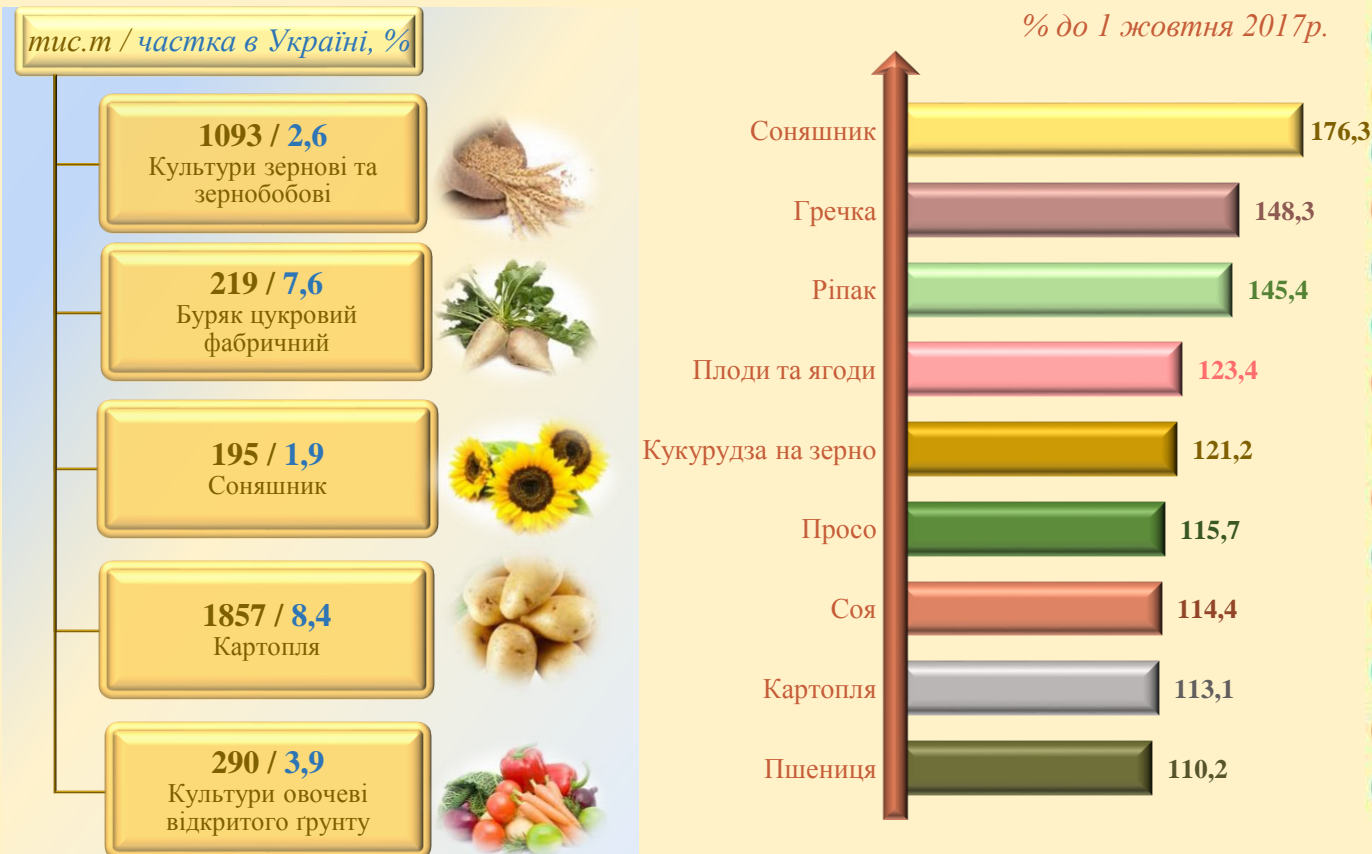 тис.т / частка в Україні, %
1093 / 2,6
Культури зернові та
зернобобові
219 / 7,6
Буряк цукровий
фабричний
195 / 1,9
Соняшник
1857 / 8,4
Картопля
290 / 3,9
Культури овочеві
відкритого ґрунту
% до 1 жовтня 2017р.
Соняшник 176,3
Гречка 148,3
Ріпак 145,4
Плоди та ягоди 123,4
Кукурудза на зерно 121,2
Просо 115,7
Соя 114,4
Картопля 113,1
Пшениця 110,2